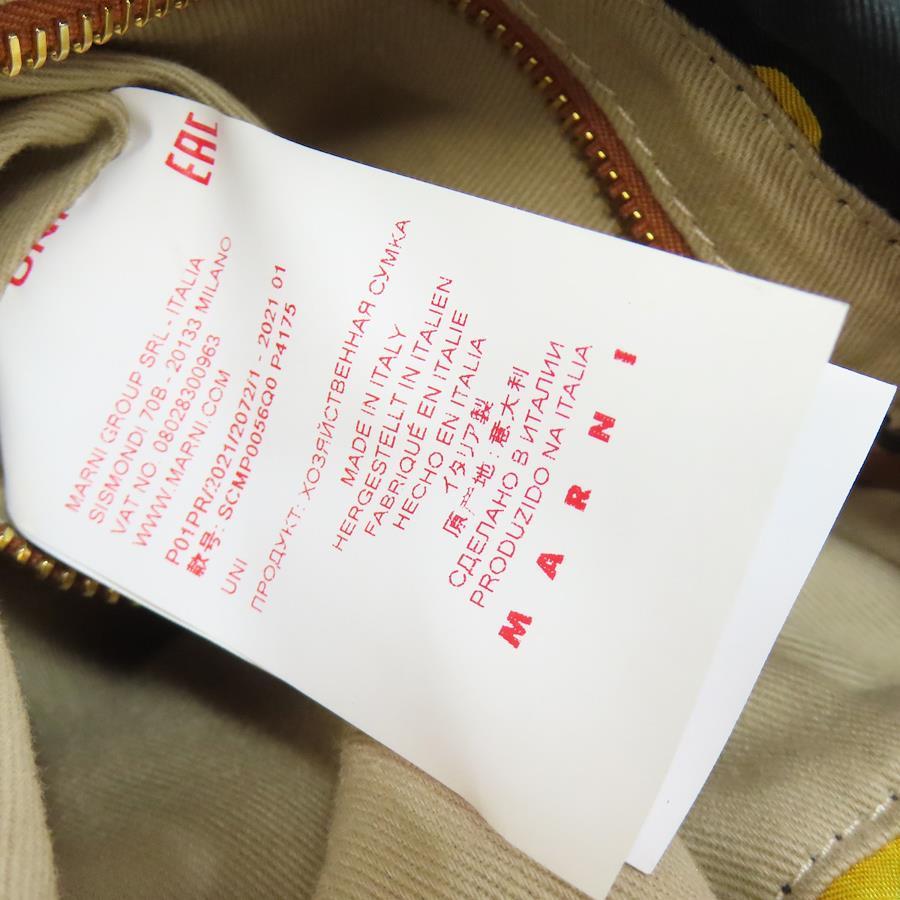 EAC
MARNI GROUP SRL - ITALIA
SISMONDI 70B - 20133 MILANO
VAT NO. 08028300963
WWW.MARNI.COM
P01PR/2021/2072/1 - 2021 01
款号: SCMP0056Q0 P4175
UNI
ПРОДУКТ: ХОЗЯЙСТВЕННАЯ СУМКА
MADE IN ITALY
HERGESTELLT IN ITALIEN
FABRIQUÉ EN ITALIE
HECHO EN ITALIA
イタリア製
原产地: 意大利
СДЕЛАНО В ИТАЛИИ
PRODUZIDO NA ITALIA
MARNI